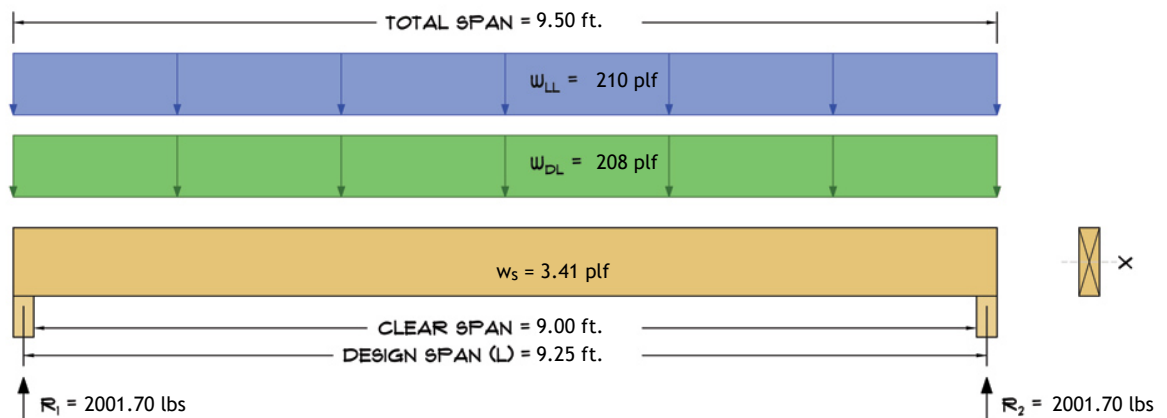 TOTAL SPAN = 9.50 ft.
wLL = 210 plf
wDL = 208 plf
ws = 3.41 plf
X
CLEAR SPAN = 9.00 ft.
DESIGN SPAN (L) = 9.25 ft.
R1 = 2001.70 lbs
R2 = 2001.70 lbs